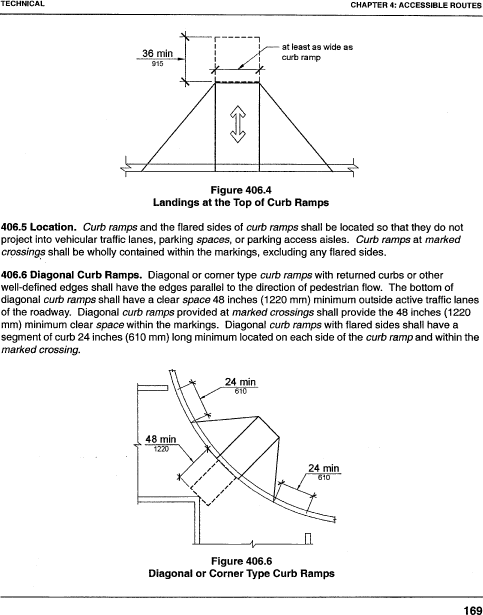 TECHNICAL
CHAPTER 4: ACCESSIBLE ROUTES
36 min
915
at least as wide as
curb ramp
Figure 406.4
Landings at the Top of Curb Ramps
406.5 Location. Curb ramps and the flared sides of curb ramps shall be located so that they do not
project into vehicular traffic lanes, parking spaces, or parking access aisles. Curb ramps at marked
crossings shall be wholly contained within the markings, excluding any flared sides.
406.6 Diagonal Curb Ramps. Diagonal or corner type curb ramps with returned curbs or other
well-defined edges shall have the edges parallel to the direction of pedestrian flow. The bottom of
diagonal curb ramps shall have a clear space 48 inches (1220 mm) minimum outside active traffic lanes
of the roadway. Diagonal curb ramps provided at marked crossings shall provide the 48 inches (1220
mm) minimum clear space within the markings. Diagonal curb ramps with flared sides shall have a
segment of curb 24 inches (610 mm) long minimum located on each side of the curb ramp and within the
marked crossing.
24 min
610
48 min
1220
24 min
610
Figure 406.6
Diagonal or Corner Type Curb Ramps
169